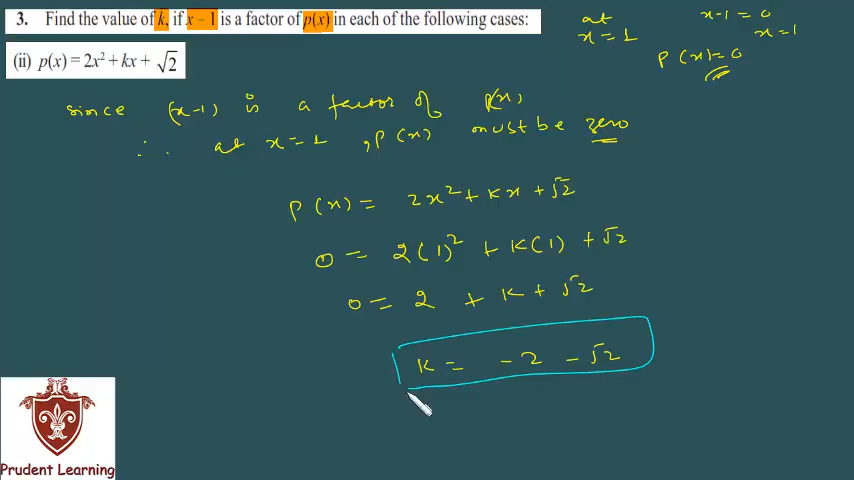 3. Find the value of k, if x – 1 is a factor of p(x) in each of the following cases:
at
x = 1
x-1 = 0
x = 1
P(x) = 0
(ii) p(x) = 2x² + kx + √2
since (x-1) is a factor of p(x)
∴ at x = 1, P(x) must be zero
P(x) = 2x² + Kx + √2
0 = 2(1)² + K(1) + √2
0 = 2 + K + √2
K = -2 - √2
Prudent Learning